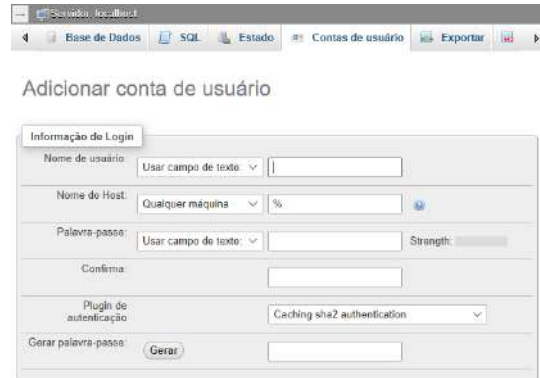 Servidor: localhost
Base de Dados SQL Estado Contas de usuário Exportar
Adicionar conta de usuário
Informação de Login
Nome de usuário: Usar campo de texto:
Nome do Host: Qualquer máquina %
Palavra-passe: Usar campo de texto: Strength:
Confirma:
Plugin de autenticação Caching sha2 authentication
Gerar palavra-passe: Gerar